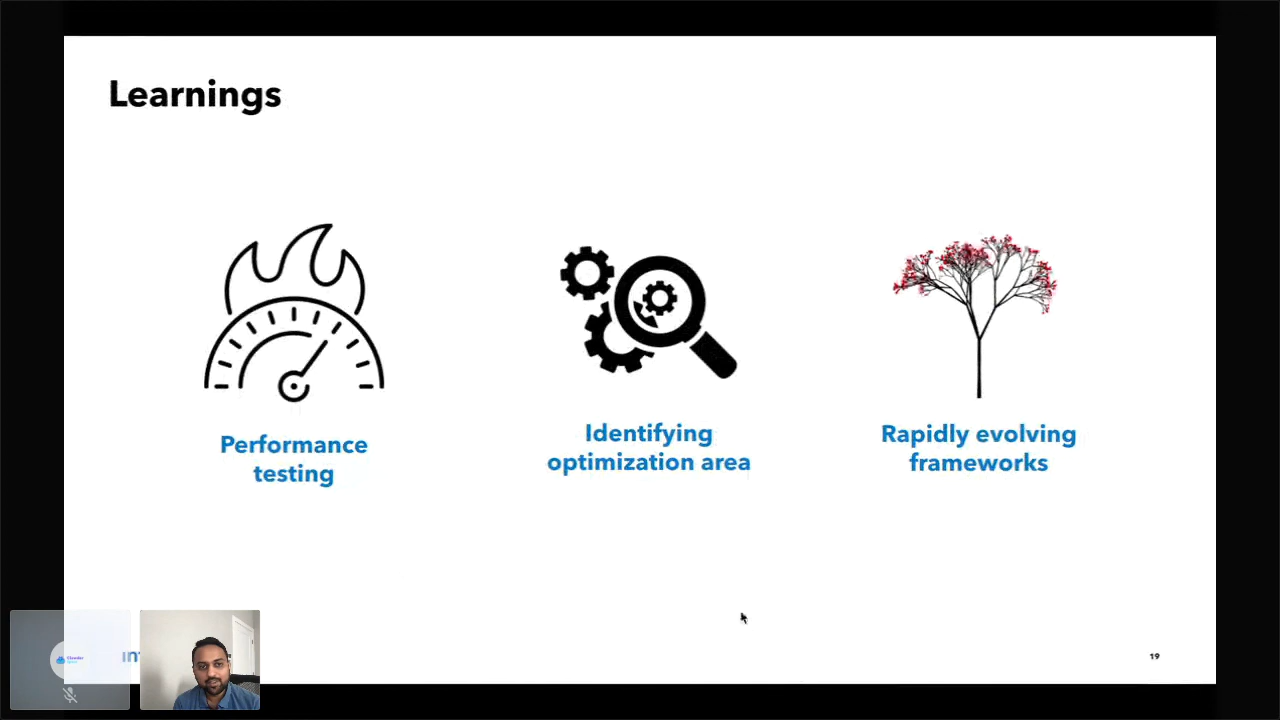 Learnings
Performance
testing
Identifying
optimization area
Rapidly evolving
frameworks
19